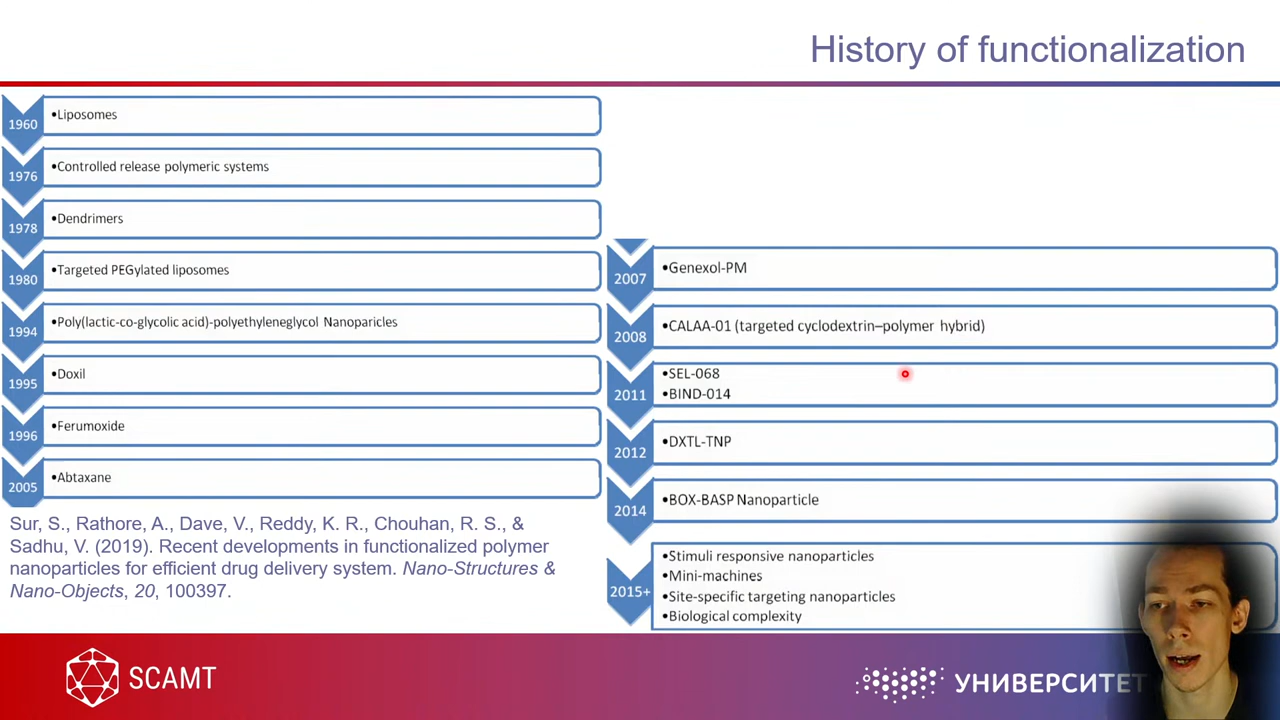 History of functionalization
1960
•Liposomes
1976
•Controlled release polymeric systems
1978
•Dendrimers
1980
•Targeted PEGylated liposomes
1994
•Poly(lactic-co-glycolic acid)-polyethyleneglycol Nanoparicles
1995
•Doxil
1996
•Ferumoxide
2005
•Abtaxane
2007
•Genexol-PM
2008
•CALAA-01 (targeted cyclodextrin–polymer hybrid)
2011
•SEL-068
•BIND-014
2012
•DXTL-TNP
2014
•BOX-BASP Nanoparticle
2015+
•Stimuli responsive nanoparticles
•Mini-machines
•Site-specific targeting nanoparticles
•Biological complexity
Sur, S., Rathore, A., Dave, V., Reddy, K. R., Chouhan, R. S., &
Sadhu, V. (2019). Recent developments in functionalized polymer
nanoparticles for efficient drug delivery system. Nano-Structures &
Nano-Objects, 20, 100397.
SCAMT
УНИВЕРСИТЕТ